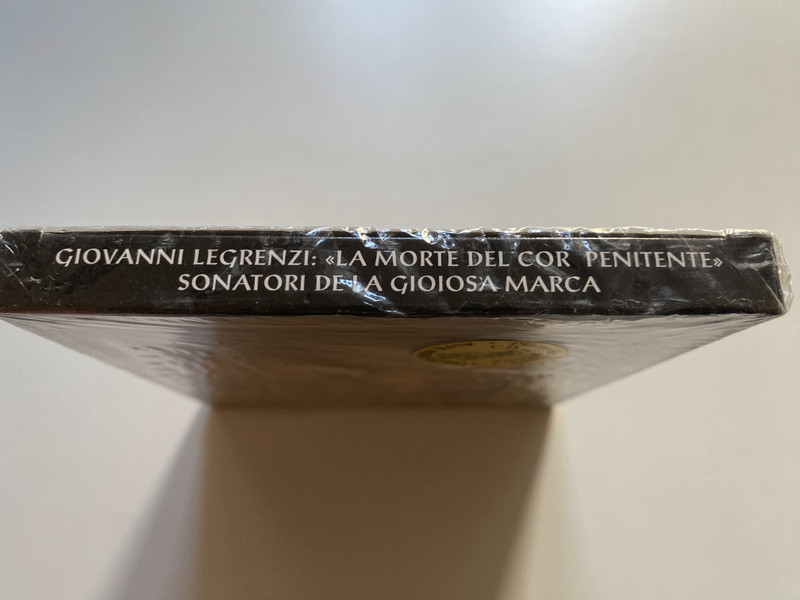 GIOVANNI LEGRENZI: «LA MORTE DEL COR PENITENTE»
SONATORI DE LA GIOIOSA MARCA